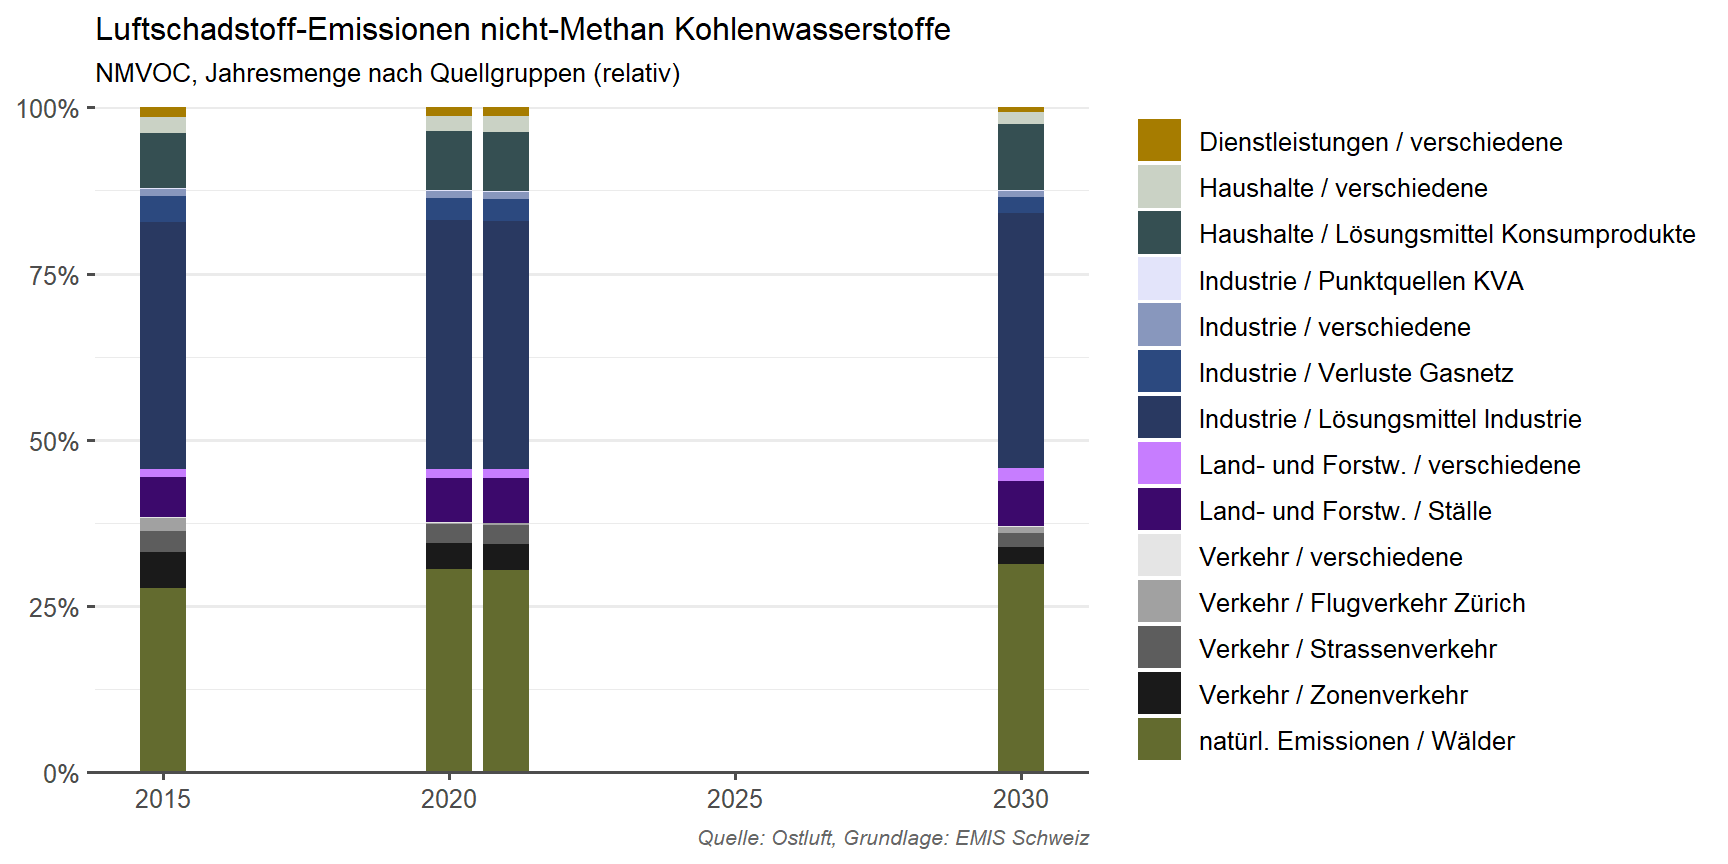 Luftschadstoff-Emissionen nicht-Methan Kohlenwasserstoffe
NMVOC, Jahresmenge nach Quellgruppen (relativ)
100%
75%
50%
25%
0%
2015
2020
2025
2030
Dienstleistungen / verschiedene
Haushalte / verschiedene
Haushalte / Lösungsmittel Konsumprodukte
Industrie / Punktquellen KVA
Industrie / verschiedene
Industrie / Verluste Gasnetz
Industrie / Lösungsmittel Industrie
Land- und Forstw. / verschiedene
Land- und Forstw. / Ställe
Verkehr / verschiedene
Verkehr / Flugverkehr Zürich
Verkehr / Strassenverkehr
Verkehr / Zonenverkehr
natürl. Emissionen / Wälder
Quelle: Ostluft, Grundlage: EMIS Schweiz